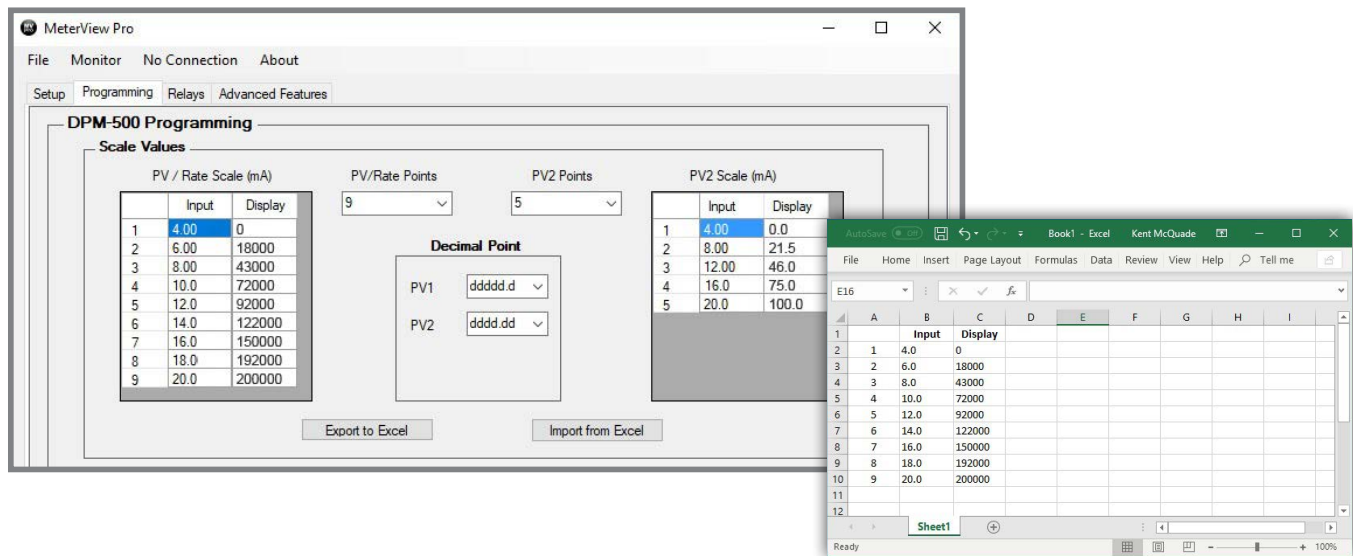 MeterView Pro
File Monitor No Connection About
Setup Programming Relays Advanced Features
DPM-500 Programming
Scale Values
PV / Rate Scale (mA) PV/Rate Points PV2 Points PV2 Scale (mA)
Input Display 9 5 Input Display
1 4.00 0 1 4.00 0.0
2 6.00 18000 Decimal Point 2 8.00 21.5
3 8.00 43000 3 12.00 46.0
4 10.0 72000 PV1 ddddd.d 4 16.0 75.0
5 12.0 92000 5 20.0 100.0
6 14.0 122000 PV2 dddd.dd
7 16.0 150000
8 18.0 192000
9 20.0 200000
Export to Excel Import from Excel
AutoSave Off Book1 - Excel Kent McQuade
File Home Insert Page Layout Formulas Data Review View Help Tell me
E16 fx
A B C D E F G H I
1 Input Display
2 1 4.0 0
3 2 6.0 18000
4 3 8.0 43000
5 4 10.0 72000
6 5 12.0 92000
7 6 14.0 122000
8 7 16.0 150000
9 8 18.0 192000
10 9 20.0 200000
11
12
Sheet1
Ready - + 100%